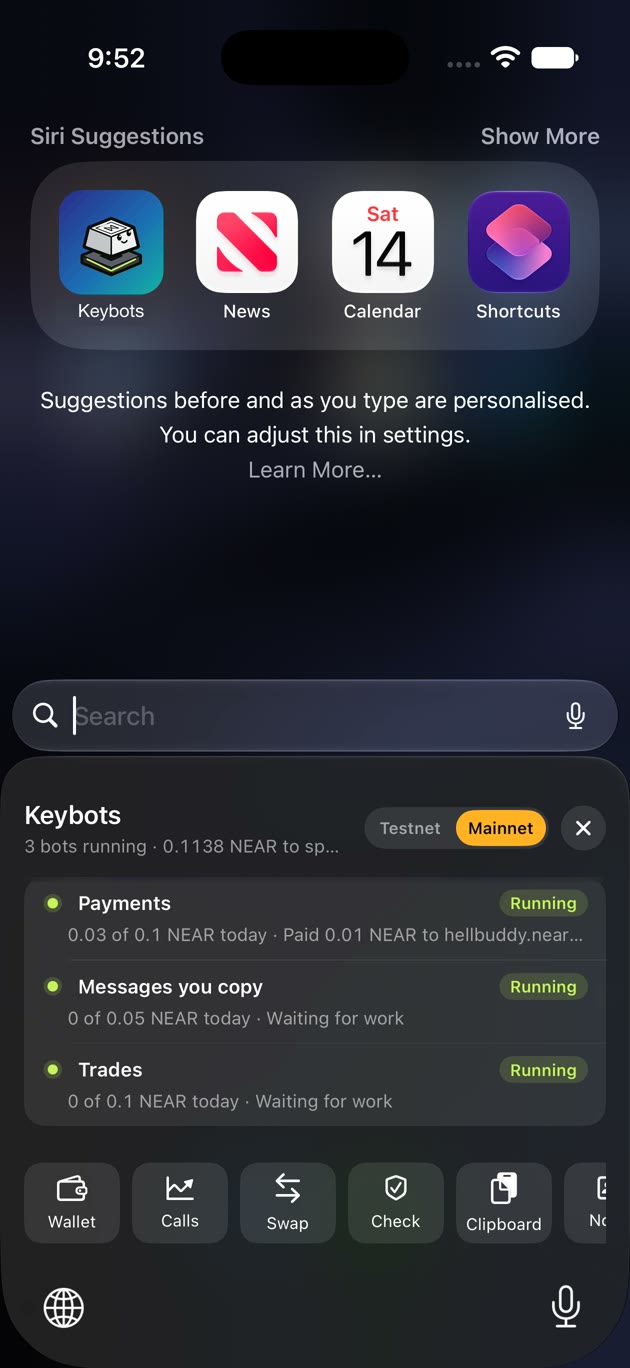 9:52
Siri Suggestions
Show More
Sat
14
Keybots
News
Calendar
Shortcuts
Suggestions before and as you type are personalised.
You can adjust this in settings.
Learn More...
Search
Keybots
Testnet
Mainnet
3 bots running · 0.1138 NEAR to sp...
Payments
Running
0.03 of 0.1 NEAR today · Paid 0.01 NEAR to hellbuddy.near...
Messages you copy
Running
0 of 0.05 NEAR today · Waiting for work
Trades
Running
0 of 0.1 NEAR today · Waiting for work
Wallet
Calls
Swap
Check
Clipboard